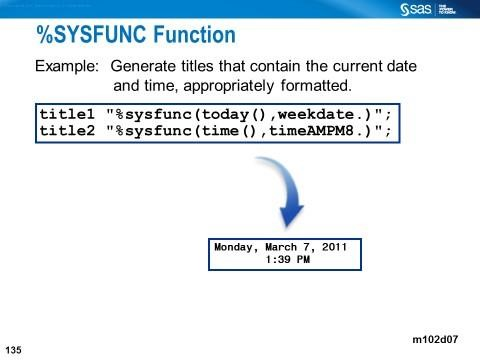 sas THE POWER TO KNOW.
%SYSFUNC Function
Example: Generate titles that contain the current date
and time, appropriately formatted.
title1 "%sysfunc(today(),weekdate.)";
title2 "%sysfunc(time(),timeAMPM8.)";
Monday, March 7, 2011
1:39 PM
m102d07
135